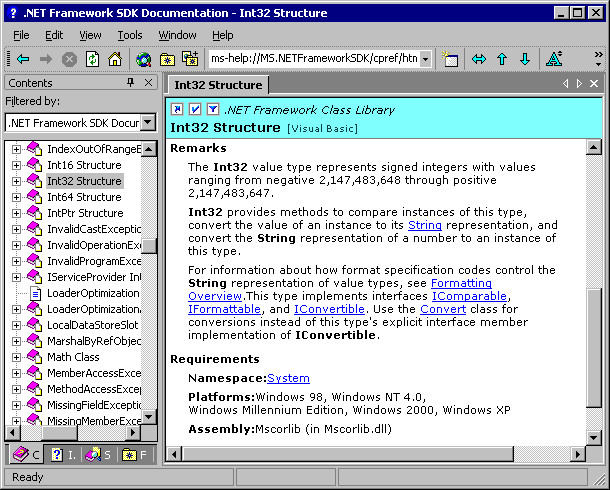 .NET Framework SDK Documentation - Int32 Structure
File Edit View Tools Window Help
ms-help://MS.NETFrameworkSDK/cpref/htn
Contents
Filtered by:
.NET Framework SDK Docur
IndexOutOfRangeE
Int16 Structure
Int32 Structure
Int64 Structure
IntPtr Structure
InvalidCastExceptio
InvalidOperationEx
InvalidProgramExce
IServiceProvider Int
LoaderOptimization
LoaderOptimization
LocalDataStoreSlot
MarshalByRefObjec
Math Class
MemberAccessExce
MethodAccessExce
MissingFieldExceptio
MissingMemberExce
C I. S F
Int32 Structure
.NET Framework Class Library
Int32 Structure [Visual Basic]
Remarks
The Int32 value type represents signed integers with values
ranging from negative 2,147,483,648 through positive
2,147,483,647.
Int32 provides methods to compare instances of this type,
convert the value of an instance to its String representation, and
convert the String representation of a number to an instance of
this type.
For information about how format specification codes control the
String representation of value types, see Formatting
Overview.This type implements interfaces IComparable,
IFormattable, and IConvertible. Use the Convert class for
conversions instead of this type's explicit interface member
implementation of IConvertible.
Requirements
Namespace:System
Platforms:Windows 98, Windows NT 4.0,
Windows Millennium Edition, Windows 2000, Windows XP
Assembly:Mscorlib (in Mscorlib.dll)
Ready